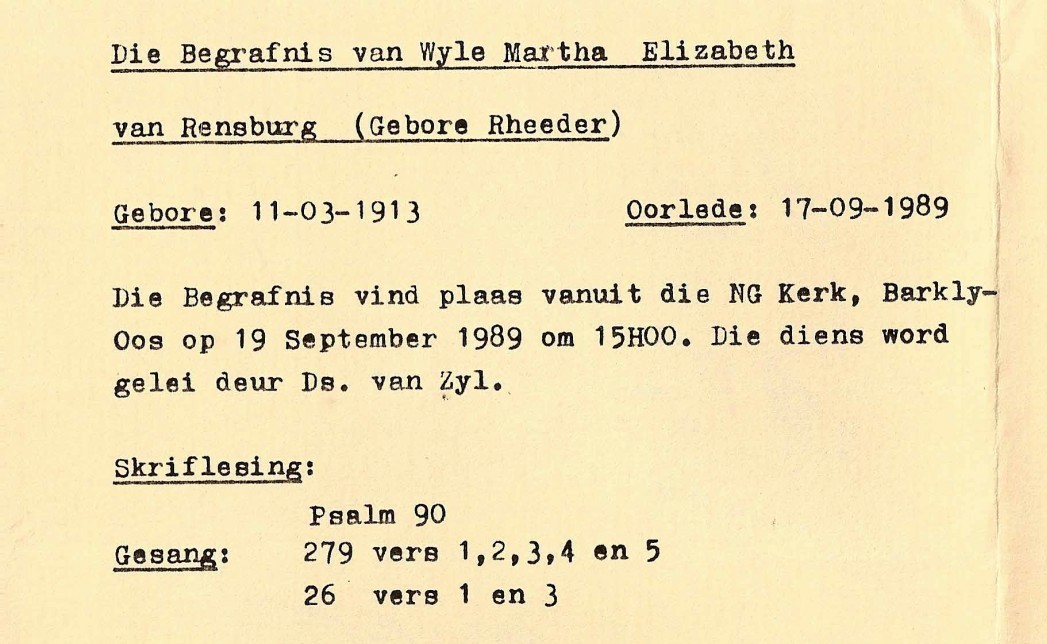 Die Begrafnis van Wyle Martha Elizabeth
van Rensburg (Gebore Rheeder)
Gebore: 11-03-1913 Oorlede: 17-09-1989
Die Begrafnis vind plaas vanuit die NG Kerk, Barkly-
Oos op 19 September 1989 om 15H00. Die diens word
gelei deur Ds. van Zyl.
Skriflesing:
Psalm 90
Gesang: 279 vers 1,2,3,4 en 5
26 vers 1 en 3